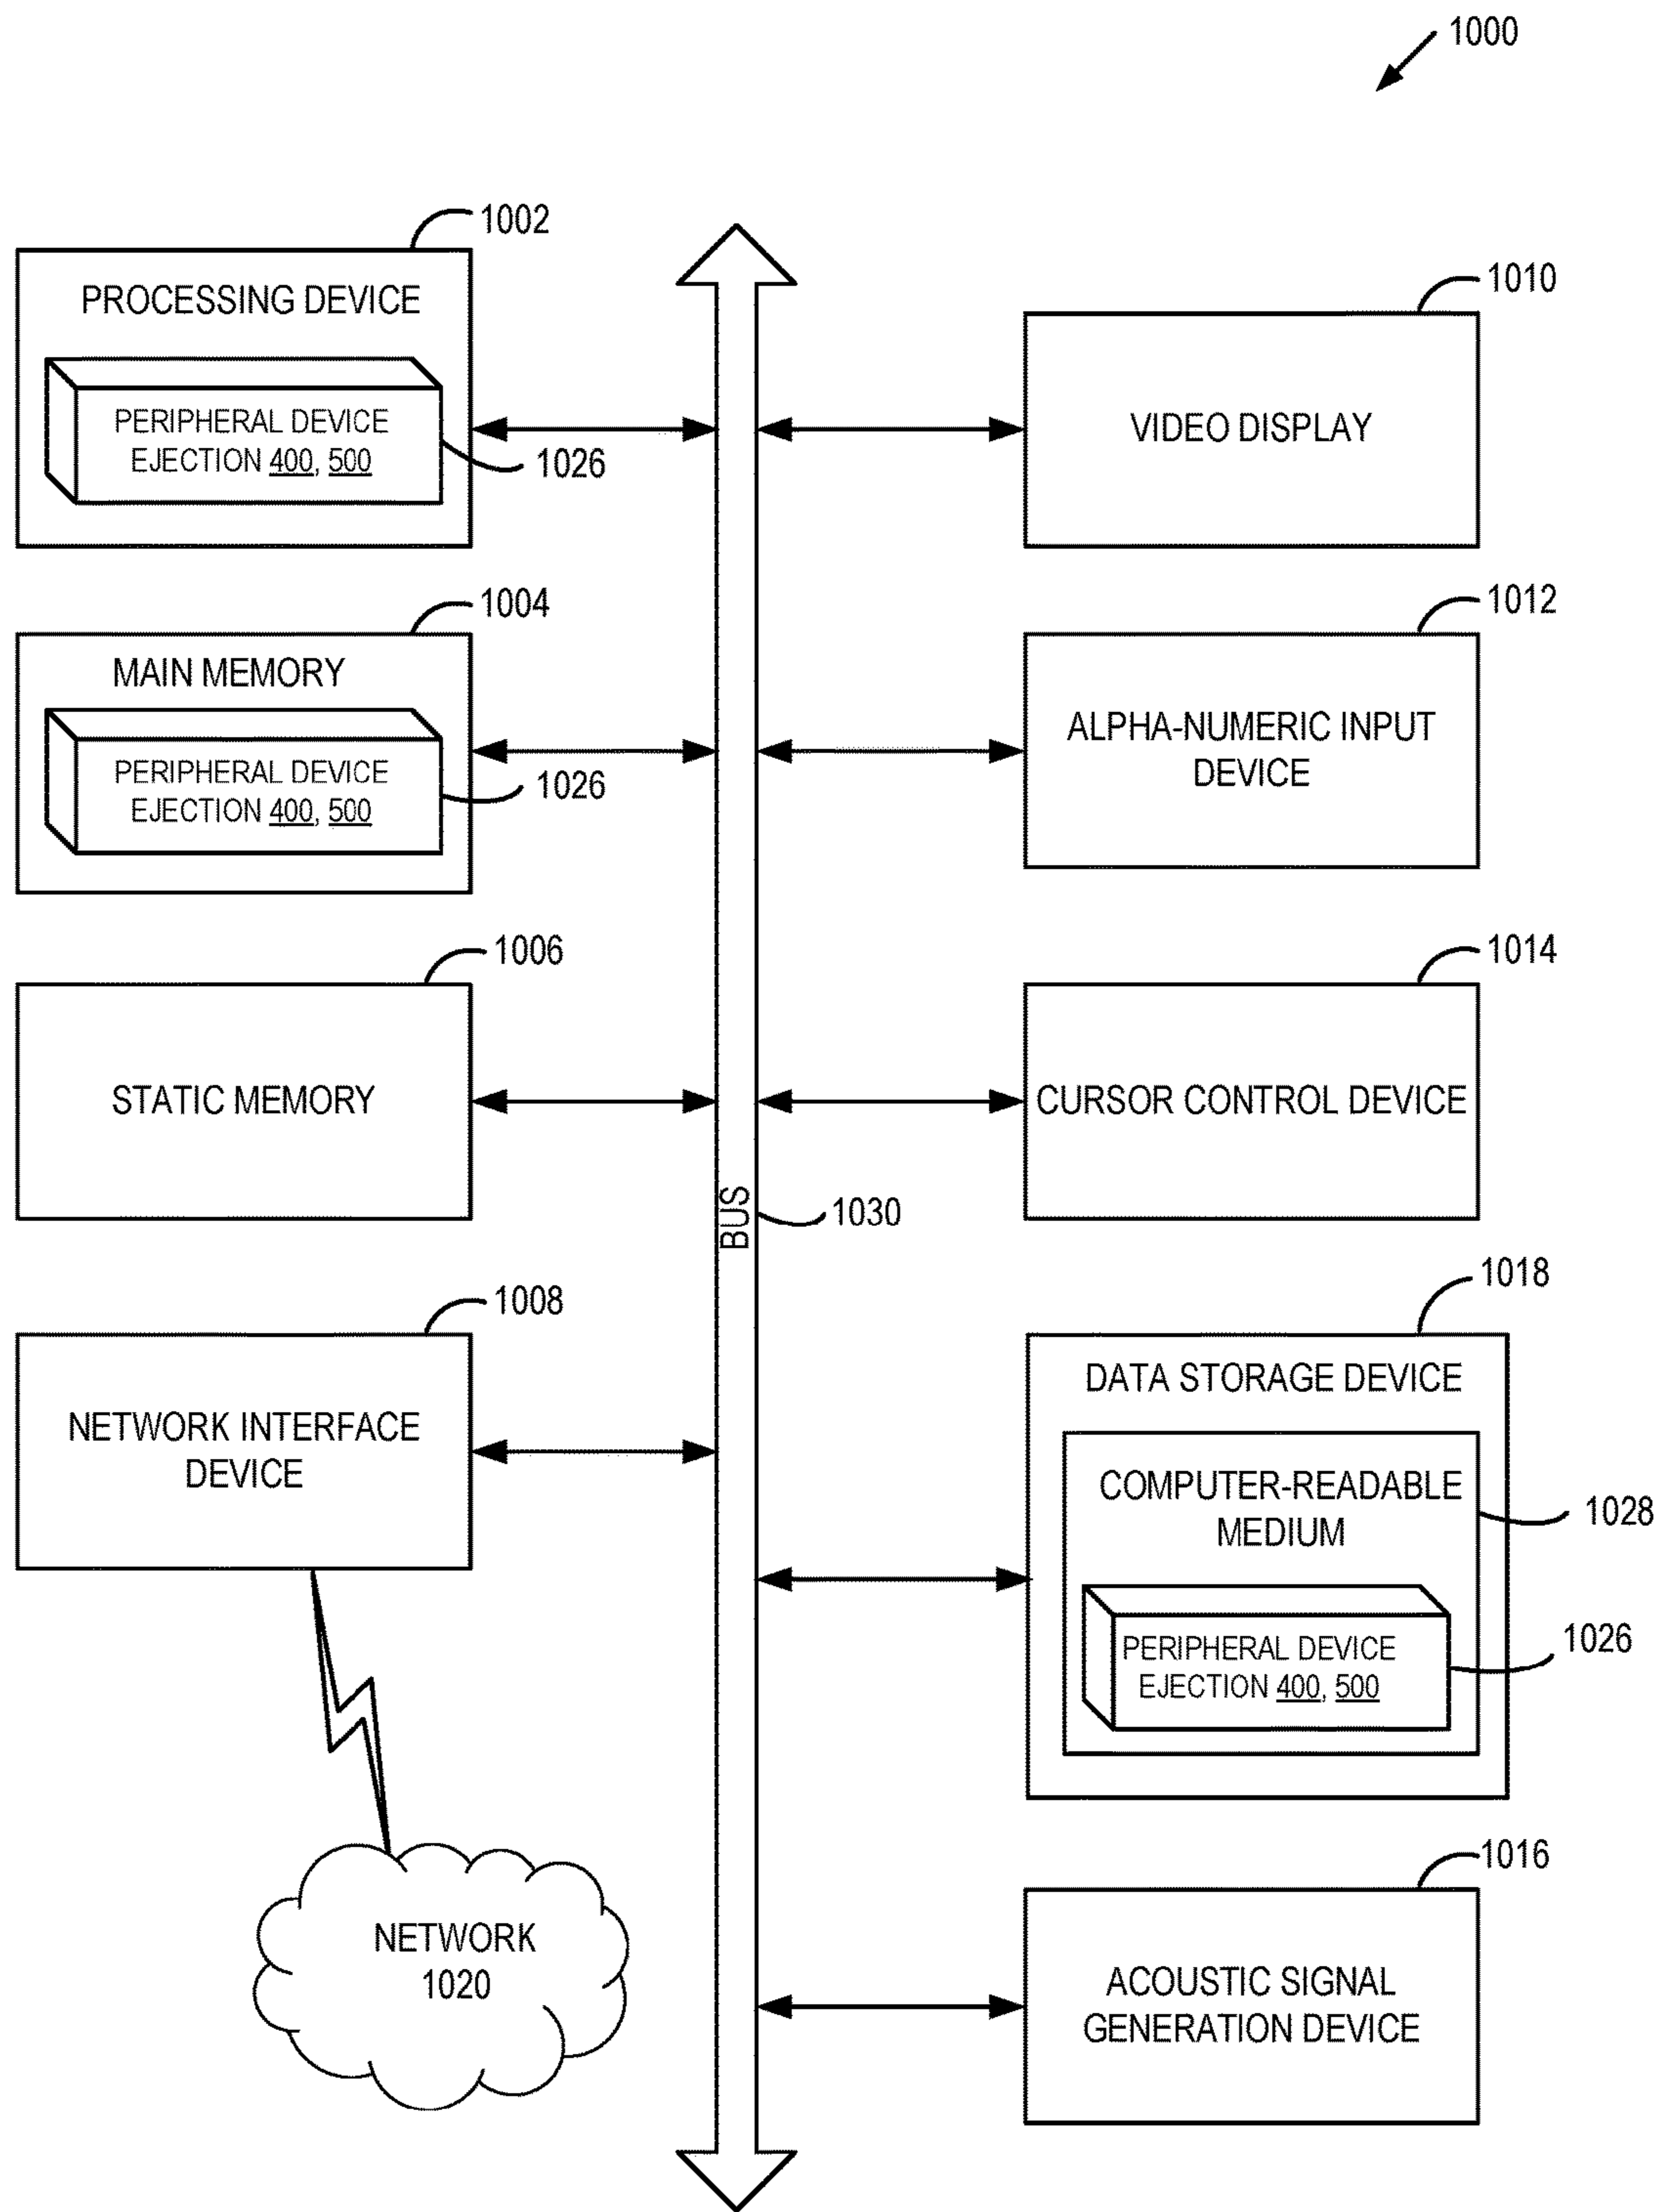 1000
1002
PROCESSING DEVICE
PERIPHERAL DEVICE
EJECTION 400, 500
1026
1004
MAIN MEMORY
PERIPHERAL DEVICE
EJECTION 400, 500
1026
1006
STATIC MEMORY
1008
NETWORK INTERFACE
DEVICE
NETWORK
1020
BUS
1030
1010
VIDEO DISPLAY
1012
ALPHA-NUMERIC INPUT
DEVICE
1014
CURSOR CONTROL DEVICE
1018
DATA STORAGE DEVICE
COMPUTER-READABLE
MEDIUM
1028
PERIPHERAL DEVICE
EJECTION 400, 500
1026
1016
ACOUSTIC SIGNAL
GENERATION DEVICE